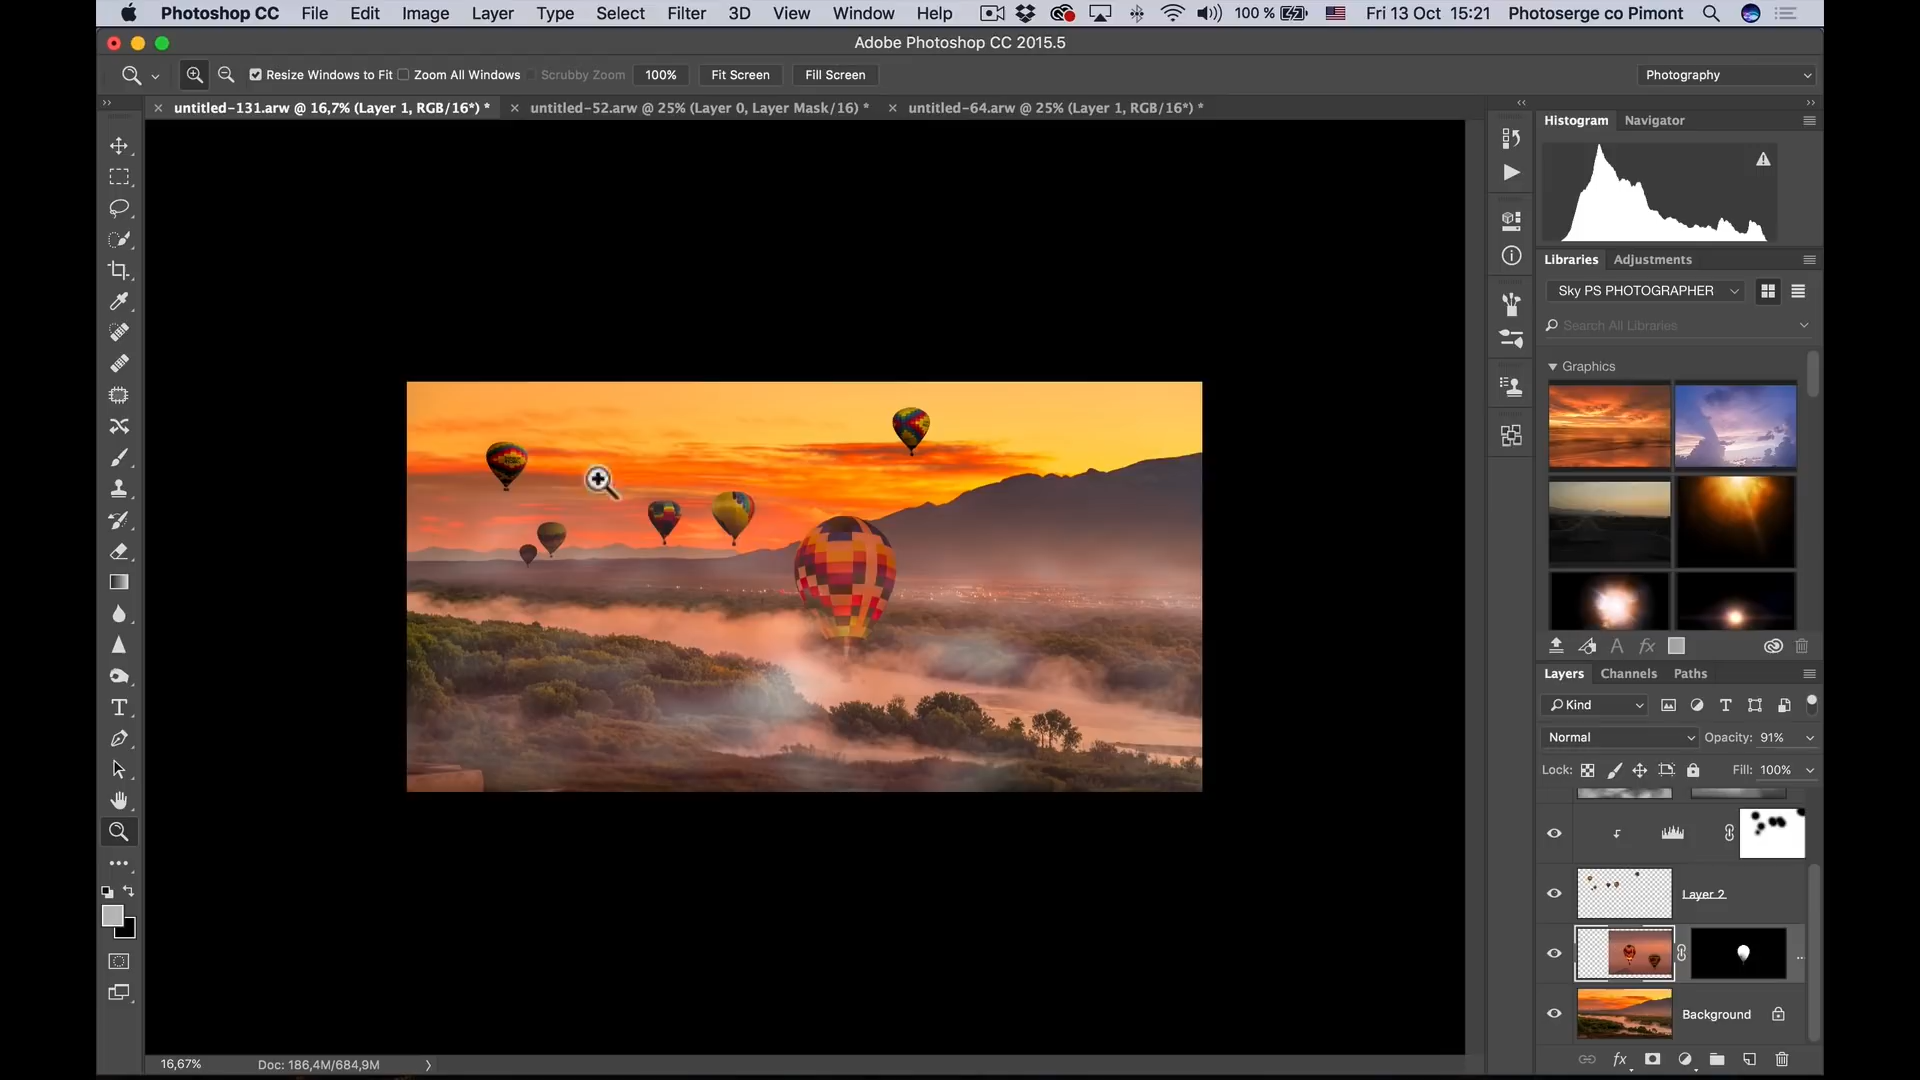 Photoshop CC File Edit Image Layer Type Select Filter 3D View Window Help 100 % Fri 13 Oct 15:21 Photoserge co Pimont
Adobe Photoshop CC 2015.5
Resize Windows to Fit Zoom All Windows Scrubby Zoom 100% Fit Screen Fill Screen Photography
untitled-131.arw @ 16,7% (Layer 1, RGB/16*) * untitled-52.arw @ 25% (Layer 0, Layer Mask/16) * untitled-64.arw @ 25% (Layer 1, RGB/16*) *
Histogram Navigator
Libraries Adjustments
Sky PS PHOTOGRAPHER
Search All Libraries
Graphics
A fx
Layers Channels Paths
Kind
Normal Opacity: 91%
Lock: Fill: 100%
Layer 2
...
Background
16,67% Doc: 186,4M/684,9M
fx